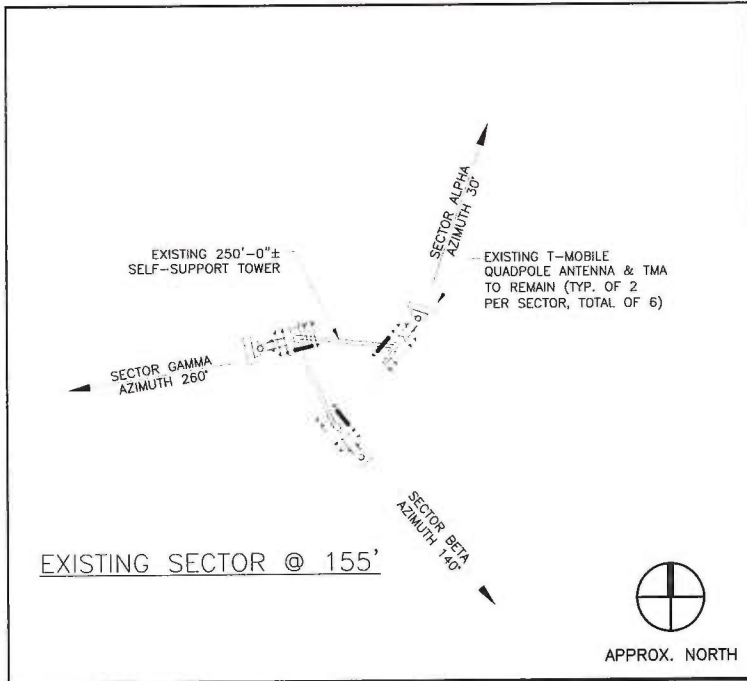 SECTOR ALPHA
AZIMUTH 30°
EXISTING 250'-0"±
SELF-SUPPORT TOWER
EXISTING T-MOBILE
QUADPOLE ANTENNA & TMA
TO REMAIN (TYP. OF 2
PER SECTOR, TOTAL OF 6)
SECTOR GAMMA
AZIMUTH 260°
SECTOR BETA
AZIMUTH 140°
EXISTING SECTOR @ 155'
APPROX. NORTH